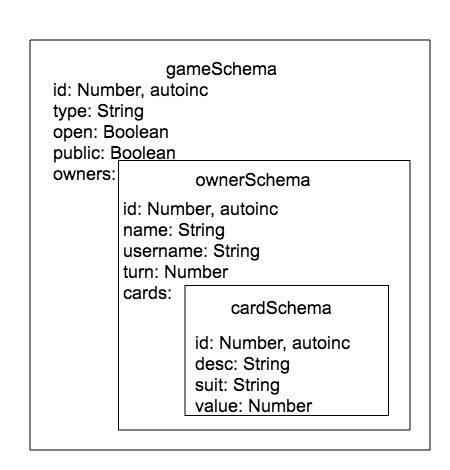 gameSchema
id: Number, autoinc
type: String
open: Boolean
public: Boolean
owners:
ownerSchema
id: Number, autoinc
name: String
username: String
turn: Number
cards:
cardSchema
id: Number, autoinc
desc: String
suit: String
value: Number